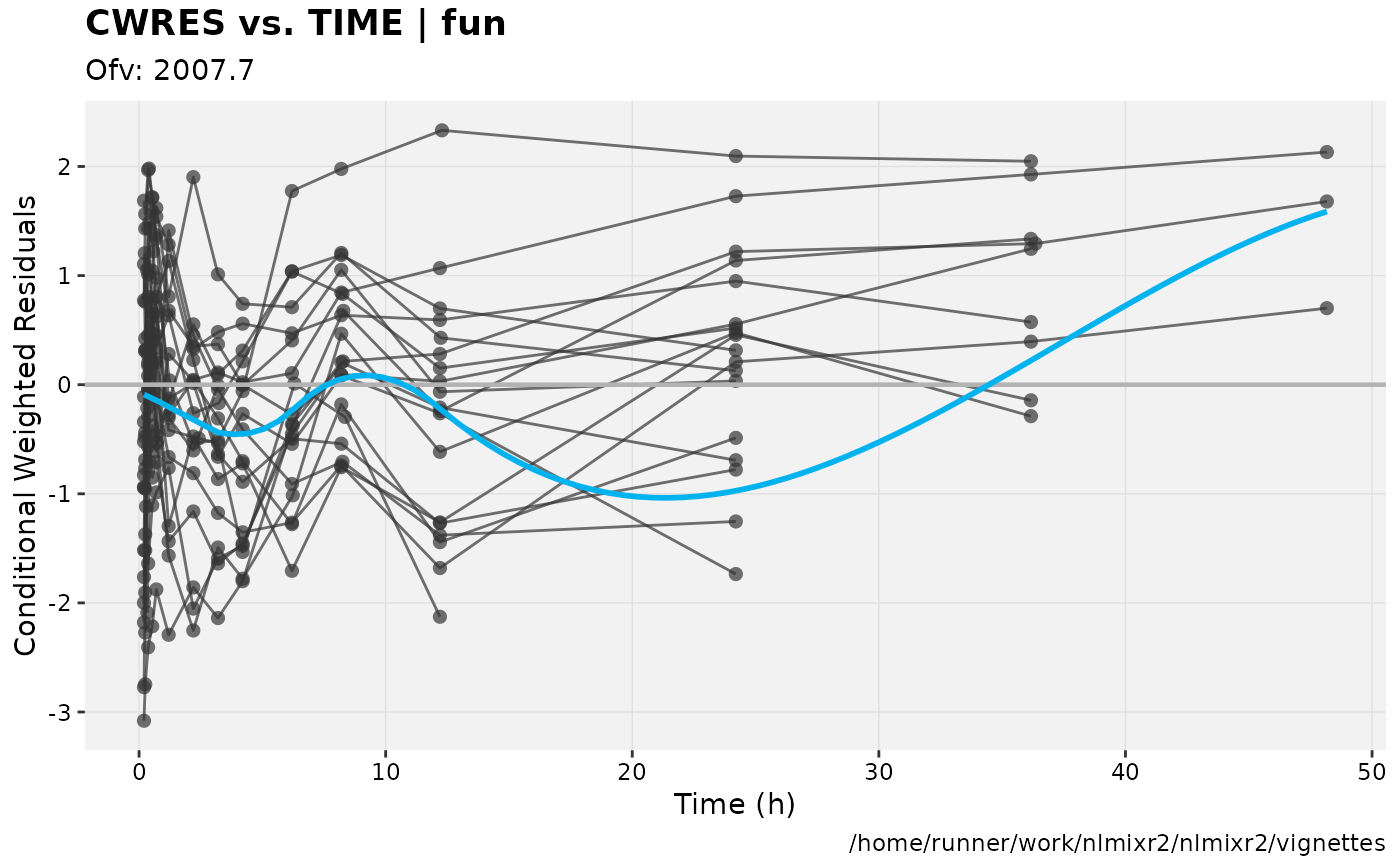 CWRES vs. TIME | fun
Ofv: 2007.7
Conditional Weighted Residuals
2
1
0
-1
-2
-3
0 10 20 30 40 50
Time (h)
/home/runner/work/nlmixr2/nlmixr2/vignettes